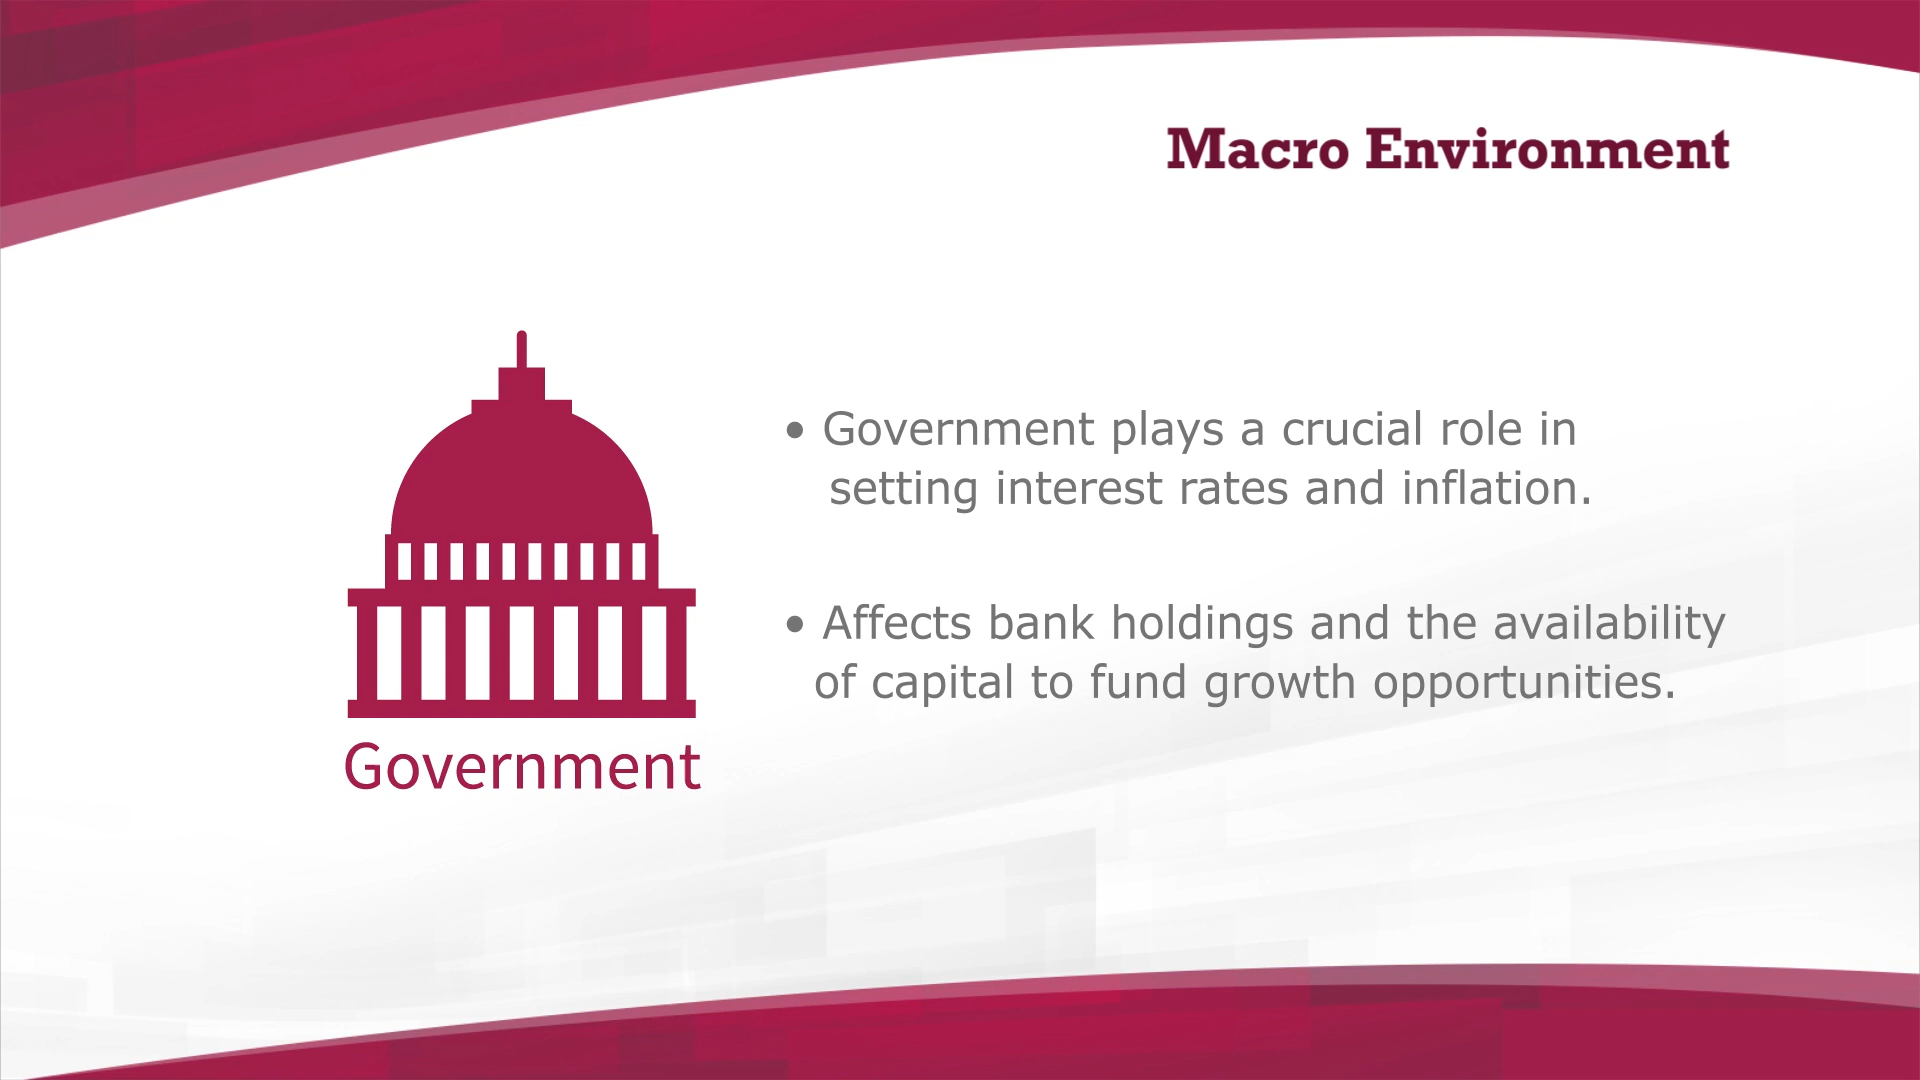 Macro Environment
• Government plays a crucial role in
setting interest rates and inflation.
• Affects bank holdings and the availability
of capital to fund growth opportunities.
Government